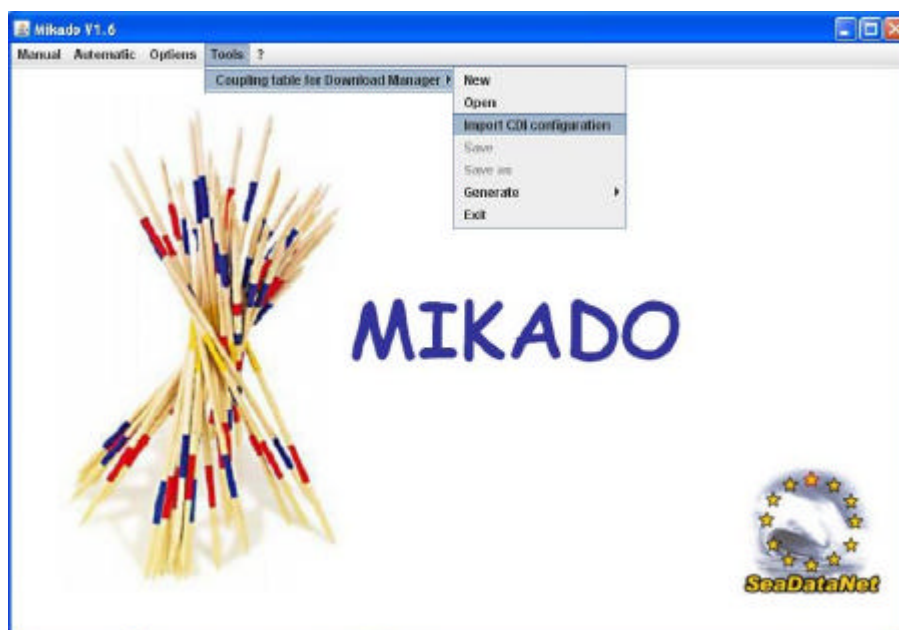 Mikado V1.6
Manual Automatic Options Tools ?
Coupling table for Download Manager
New
Open
Import CDI configuration
Save
Save as
Generate
Exit
MIKADO
SeaDataNet